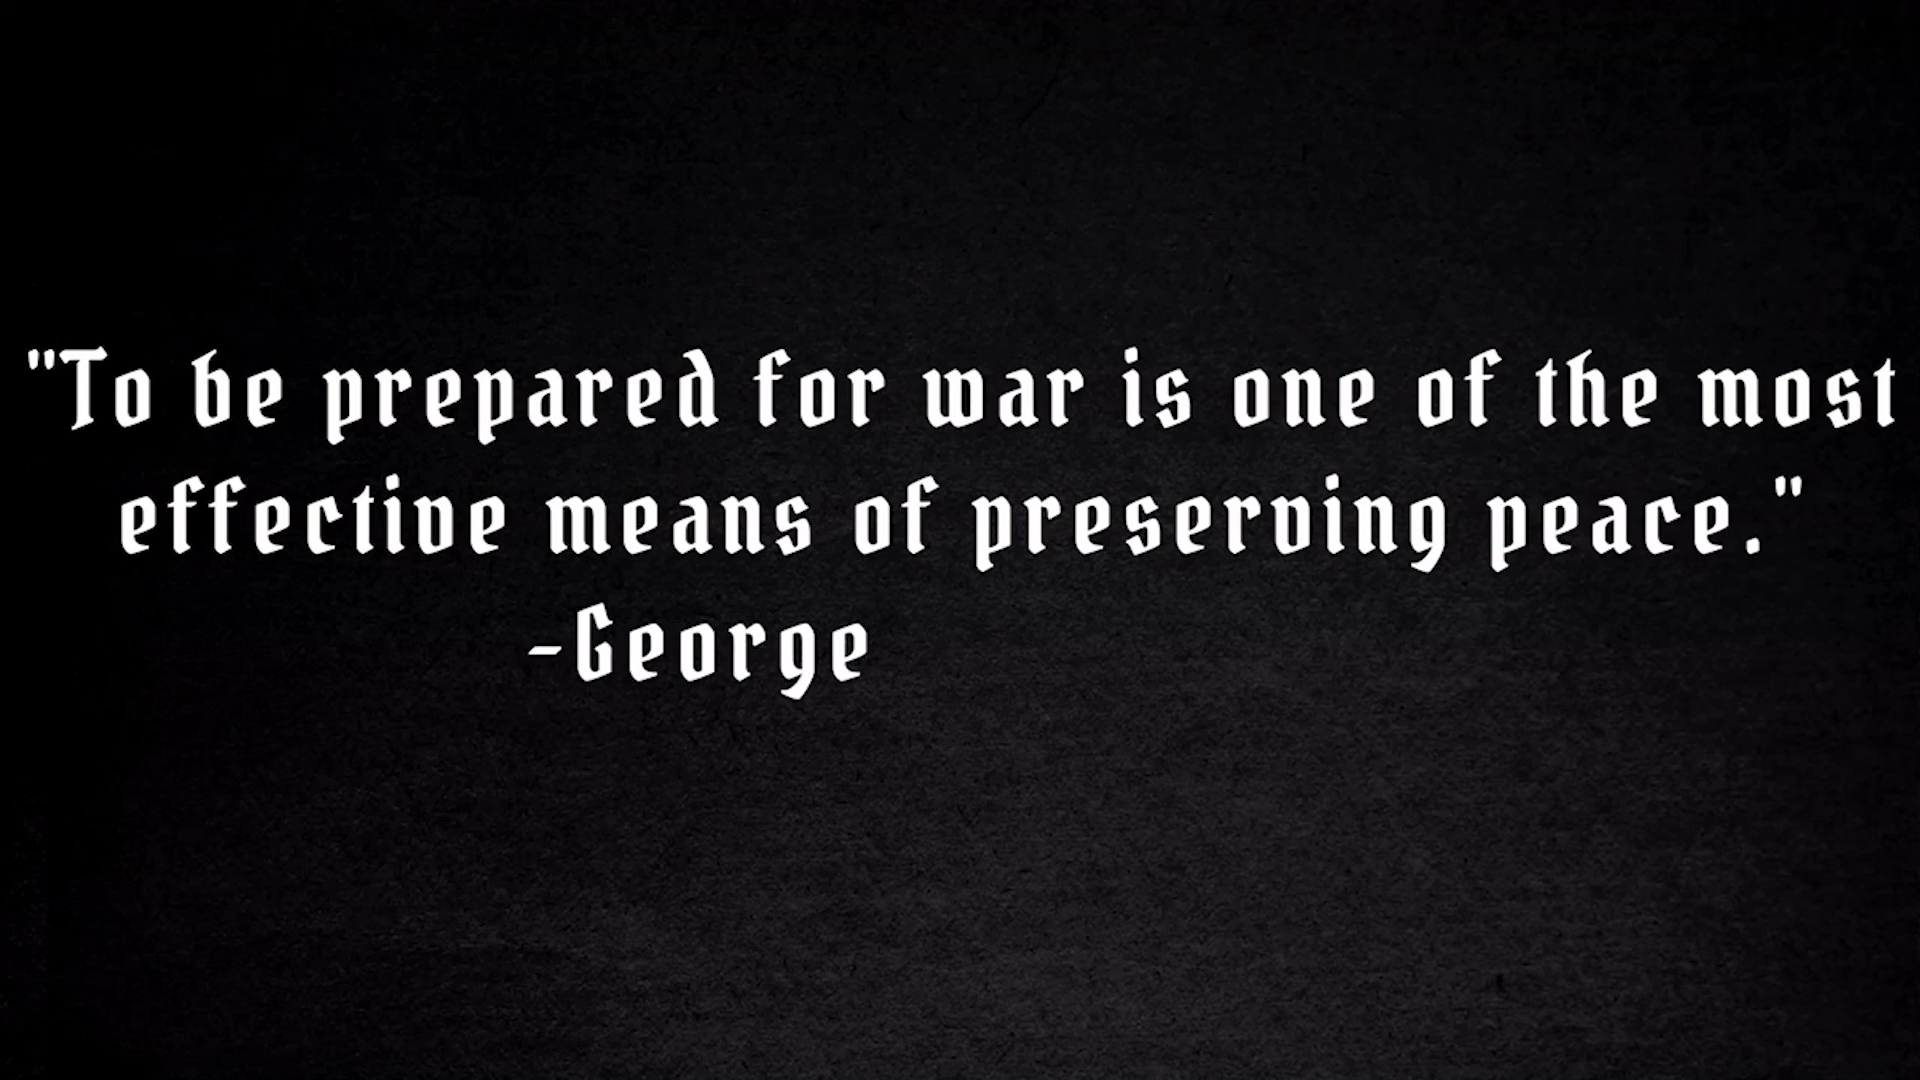 "To be prepared for war is one of the most
effective means of preserving peace."
-George